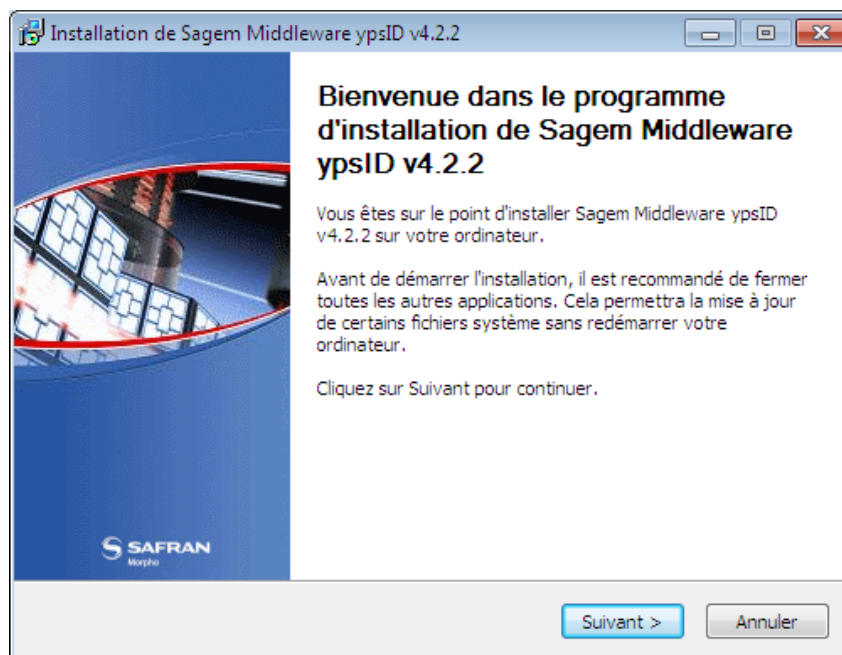 Installation de Sagem Middleware ypsID v4.2.2
Bienvenue dans le programme
d'installation de Sagem Middleware
ypsID v4.2.2
Vous êtes sur le point d'installer Sagem Middleware ypsID
v4.2.2 sur votre ordinateur.
Avant de démarrer l'installation, il est recommandé de fermer
toutes les autres applications. Cela permettra la mise à jour
de certains fichiers système sans redémarrer votre
ordinateur.
Cliquez sur Suivant pour continuer.
SAFRAN
Morpho
Suivant >
Annuler